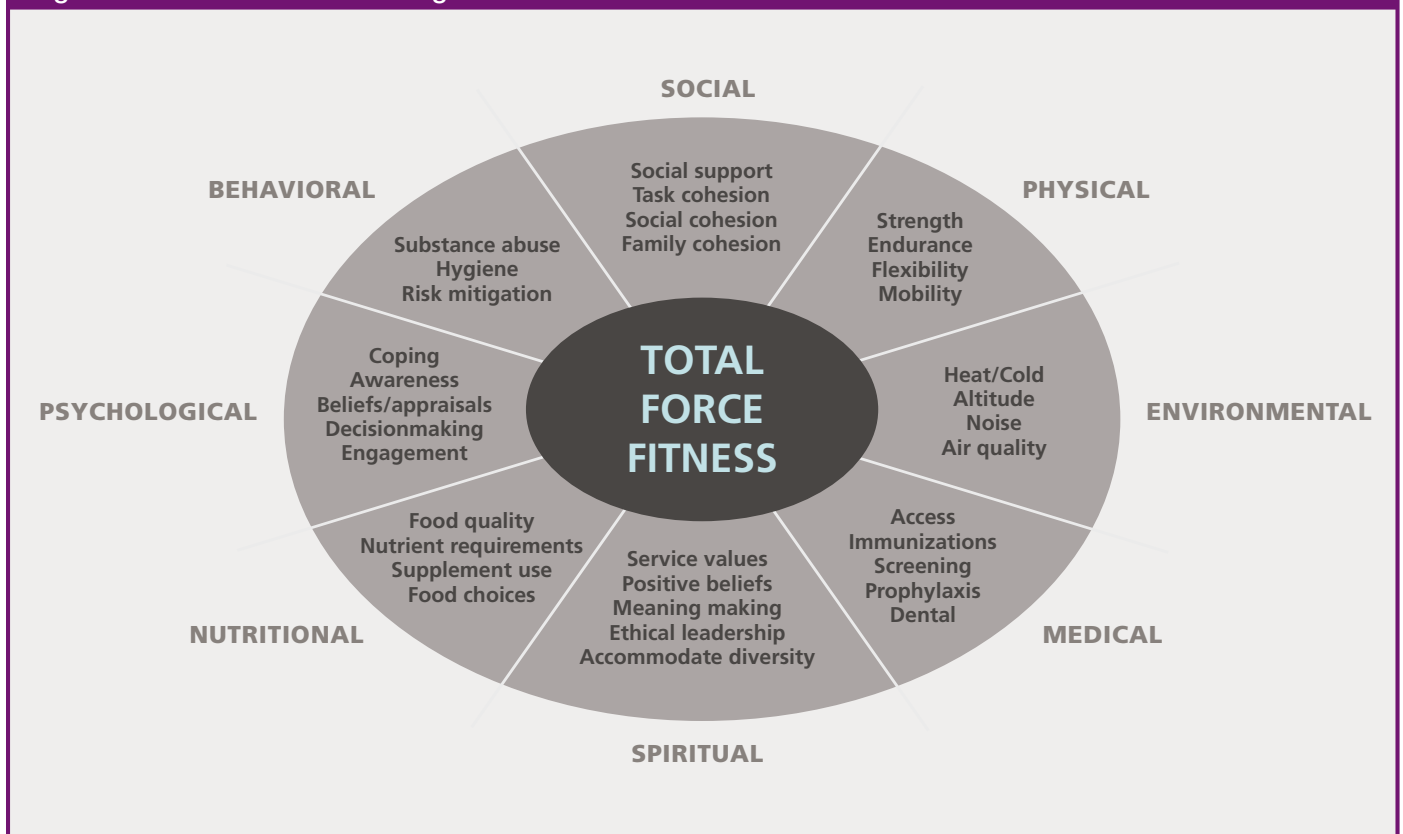 SOCIAL
Social support
Task cohesion
Social cohesion
Family cohesion
PHYSICAL
Strength
Endurance
Flexibility
Mobility
ENVIRONMENTAL
Heat/Cold
Altitude
Noise
Air quality
MEDICAL
Access
Immunizations
Screening
Prophylaxis
Dental
SPIRITUAL
Service values
Positive beliefs
Meaning making
Ethical leadership
Accommodate diversity
NUTRITIONAL
Food quality
Nutrient requirements
Supplement use
Food choices
PSYCHOLOGICAL
Coping
Awareness
Beliefs/appraisals
Decisionmaking
Engagement
BEHAVIORAL
Substance abuse
Hygiene
Risk mitigation
TOTAL
FORCE
FITNESS